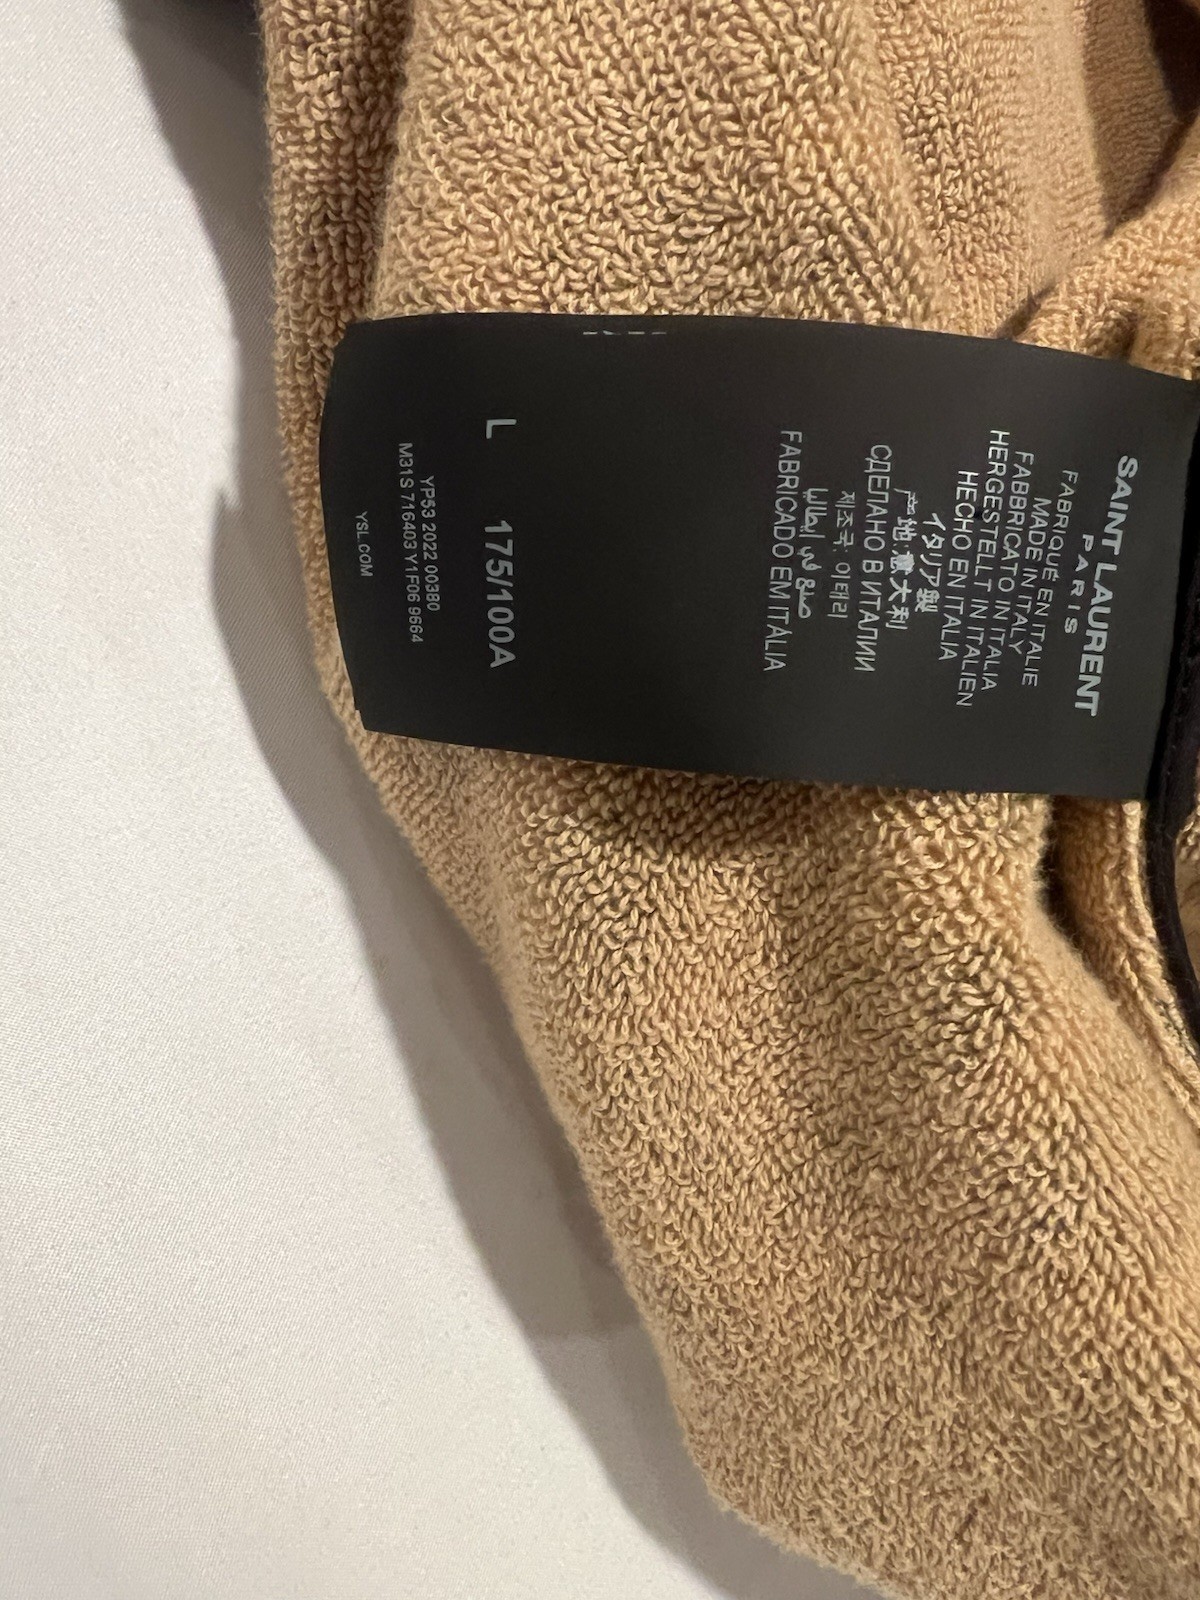 SAINT LAURENT
PARIS
FABRIQUÉ EN ITALIE
MADE IN ITALY
FABBRICATO IN ITALIA
HERGESTELLT IN ITALIEN
HECHO EN ITALIA
イタリア製
产地:意大利
СДЕЛАНО В ИТАЛИИ
제조국: 이태리
صنع في إيطاليا
FABRICADO EM ITÁLIA
L 175/100A
YP53 2022 00380
M31S 716403 Y1F06 9664
YSL.COM